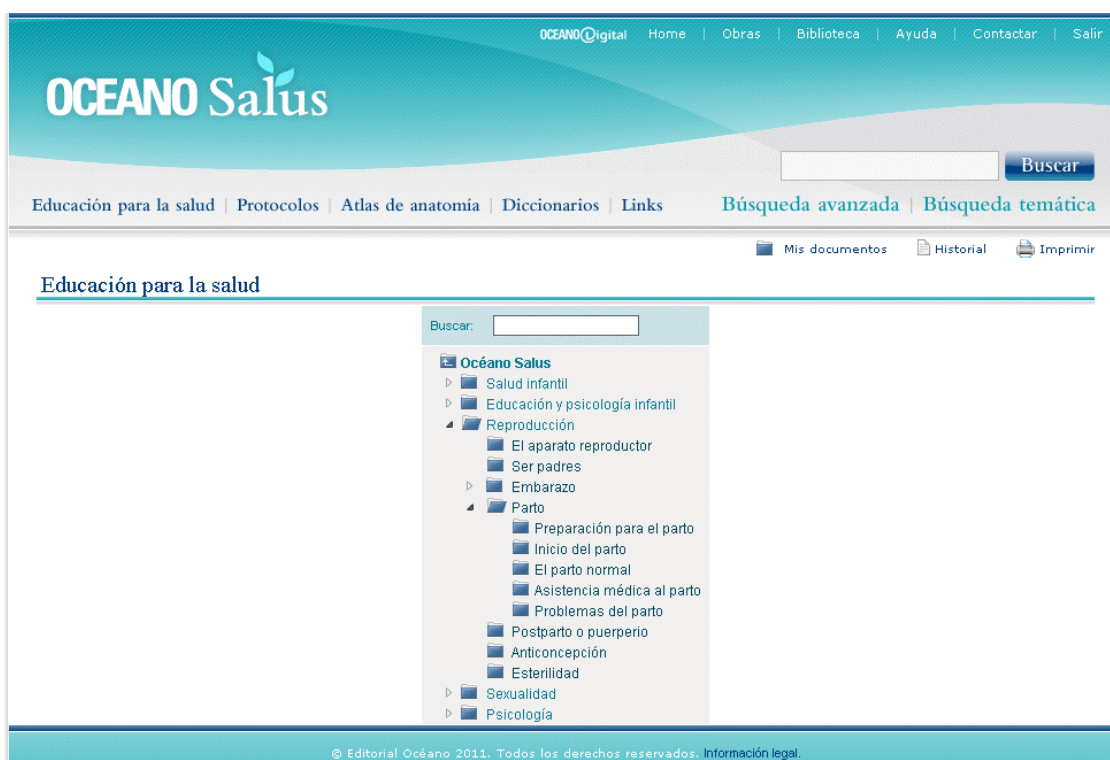 OCEANO Digital Home | Obras | Biblioteca | Ayuda | Contactar | Salir
OCEANO Salus
Buscar
Educación para la salud | Protocolos | Atlas de anatomía | Diccionarios | Links Búsqueda avanzada | Búsqueda temática
Mis documentos Historial Imprimir
Educación para la salud
Buscar:
Océano Salus
Salud infantil
Educación y psicología infantil
Reproducción
El aparato reproductor
Ser padres
Embarazo
Parto
Preparación para el parto
Inicio del parto
El parto normal
Asistencia médica al parto
Problemas del parto
Postparto o puerperio
Anticoncepción
Esterilidad
Sexualidad
Psicología
© Editorial Océano 2011. Todos los derechos reservados. Información legal.